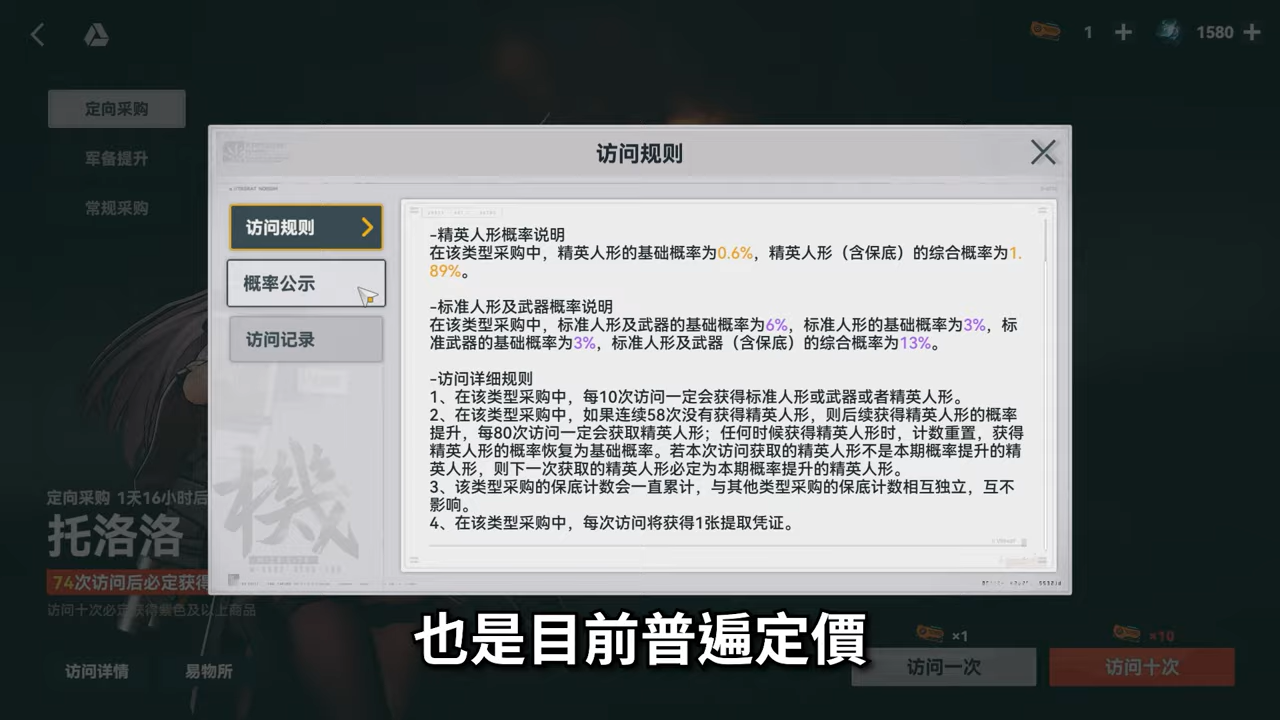 1
1580
定向采购
军备提升
常规采购
访问规则
访问规则
概率公示
访问记录
-精英人形概率说明
在该类型采购中，精英人形的基础概率为0.6%，精英人形（含保底）的综合概率为1.
89%。
-标准人形及武器概率说明
在该类型采购中，标准人形及武器的基础概率为6%，标准人形的基础概率为3%，标
准武器的基础概率为3%，标准人形及武器（含保底）的综合概率为13%。
-访问详细规则
1、在该类型采购中，每10次访问一定会获得标准人形或武器或者精英人形。
2、在该类型采购中，如果连续58次没有获得精英人形，则后续获得精英人形的概率
提升，每80次访问一定会获取精英人形；任何时候获得精英人形时，计数重置，获得
精英人形的概率恢复为基础概率。若本次访问获取的精英人形不是本期概率提升的精
英人形，则下一次获取的精英人形必定为本期概率提升的精英人形。
3、该类型采购的保底计数会一直累计，与其他类型采购的保底计数相互独立，互不
影响。
4、在该类型采购中，每次访问将获得1张提取凭证。
機
定向采购 1天16小时后
托洛洛
74次访问后必定获得
访问十次必定获得紫色及以上商品
访问详情
易物所
×1
访问一次
×10
访问十次
也是目前普遍定價